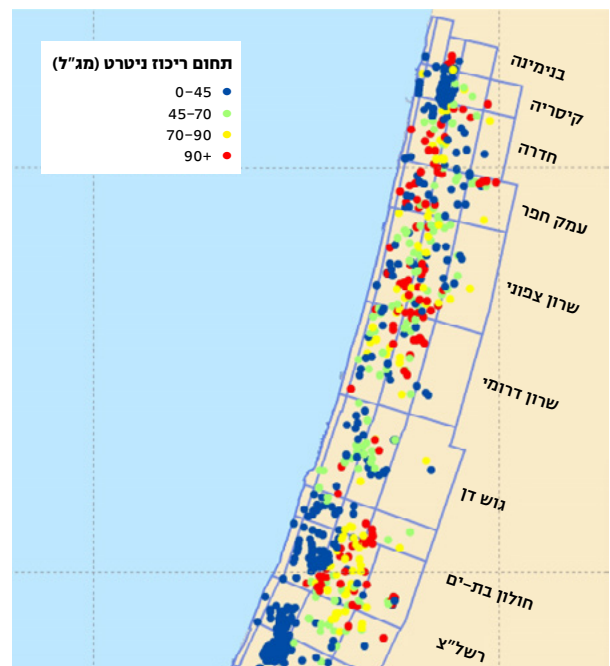 תחום ריכוז ניטרט (מג"ל)
0–45
45–70
70–90
90+
בנימינה
קיסריה
חדרה
עמק חפר
שרון צפוני
שרון דרומי
גוש דן
חולון בת–ים
רשל"צ